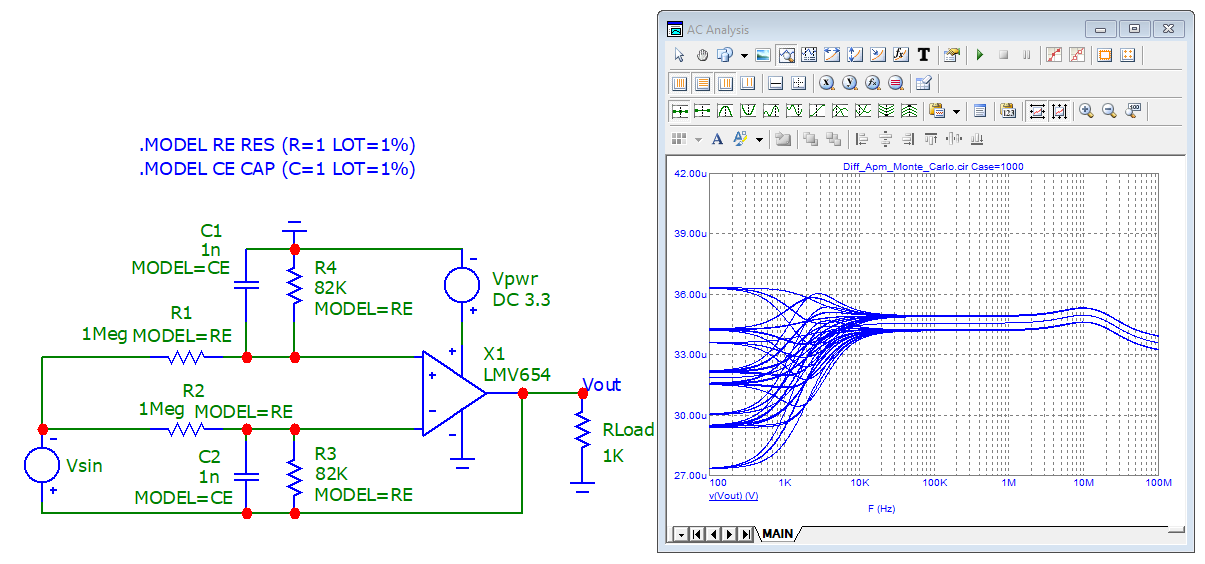 AC Analysis
.MODEL RE RES (R=1 LOT=1%)
.MODEL CE CAP (C=1 LOT=1%)
C1
1n
MODEL=CE
R4
82K
MODEL=RE
Vpwr
DC 3.3
R1
1Meg MODEL=RE
X1
LMV654
Vout
R2
1Meg MODEL=RE
RLoad
1K
Vsin
C2
1n
MODEL=CE
R3
82K
MODEL=RE
T
x
y
fx
123
100
A
Diff_Apm_Monte_Carlo.cir Case=1000
42.00u
39.00u
36.00u
33.00u
30.00u
27.00u
100 1K 10K 100K 1M 10M 100M
v(Vout) (V)
F (Hz)
MAIN